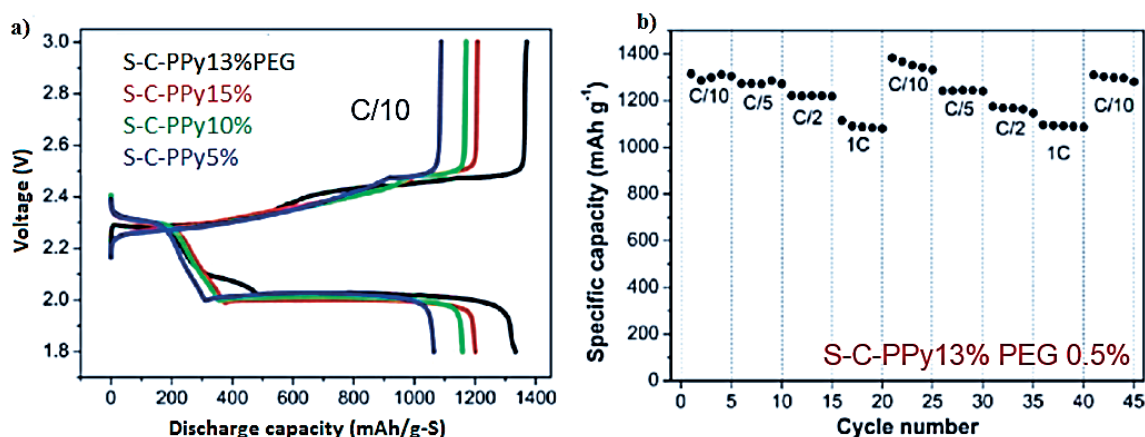 a)
S-C-PPy13%PEG
S-C-PPy15%
S-C-PPy10%
S-C-PPy5%
C/10
Voltage (V)
3.0
2.8
2.6
2.4
2.2
2.0
1.8
0 200 400 600 800 1000 1200 1400
Discharge capacity (mAh/g-S)
b)
Specific capacity (mAh g⁻¹)
1400
1200
1000
800
600
400
200
0
C/10 C/5 C/2 1C C/10 C/5 C/2 1C C/10
S-C-PPy13% PEG 0.5%
0 5 10 15 20 25 30 35 40 45
Cycle number